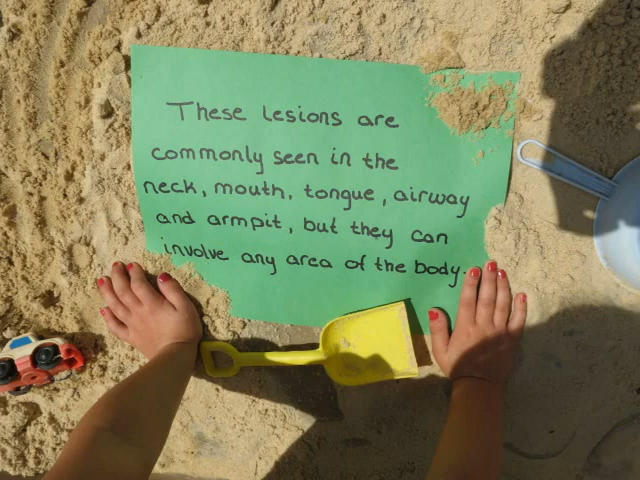 These lesions are
commonly seen in the
neck, mouth, tongue, airway
and armpit, but they can
involve any area of the body.